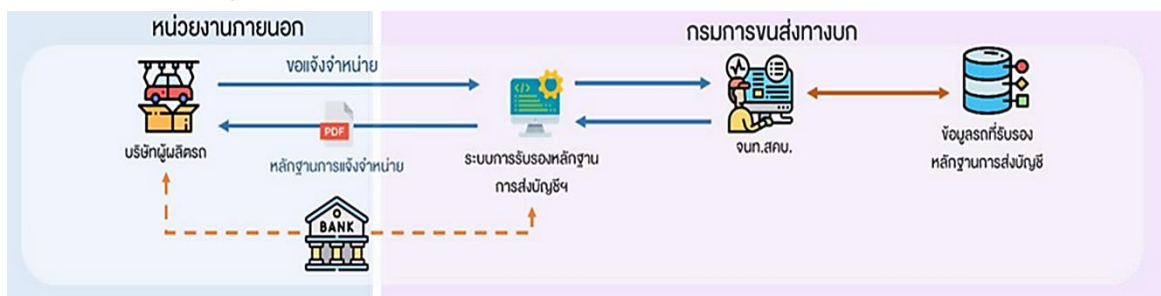 หน่วยงานภายนอก
กรมการขนส่งทางบก
ขอแจ้งจำหน่าย
PDF
หลักฐานการแจ้งจำหน่าย
บริษัทผู้ผลิตรถ
BANK
</>
ระบบการรับรองหลักฐาน
การส่งบัญชีฯ
จนท.สคบ.
ข้อมูลรถที่รับรอง
หลักฐานการส่งบัญชี